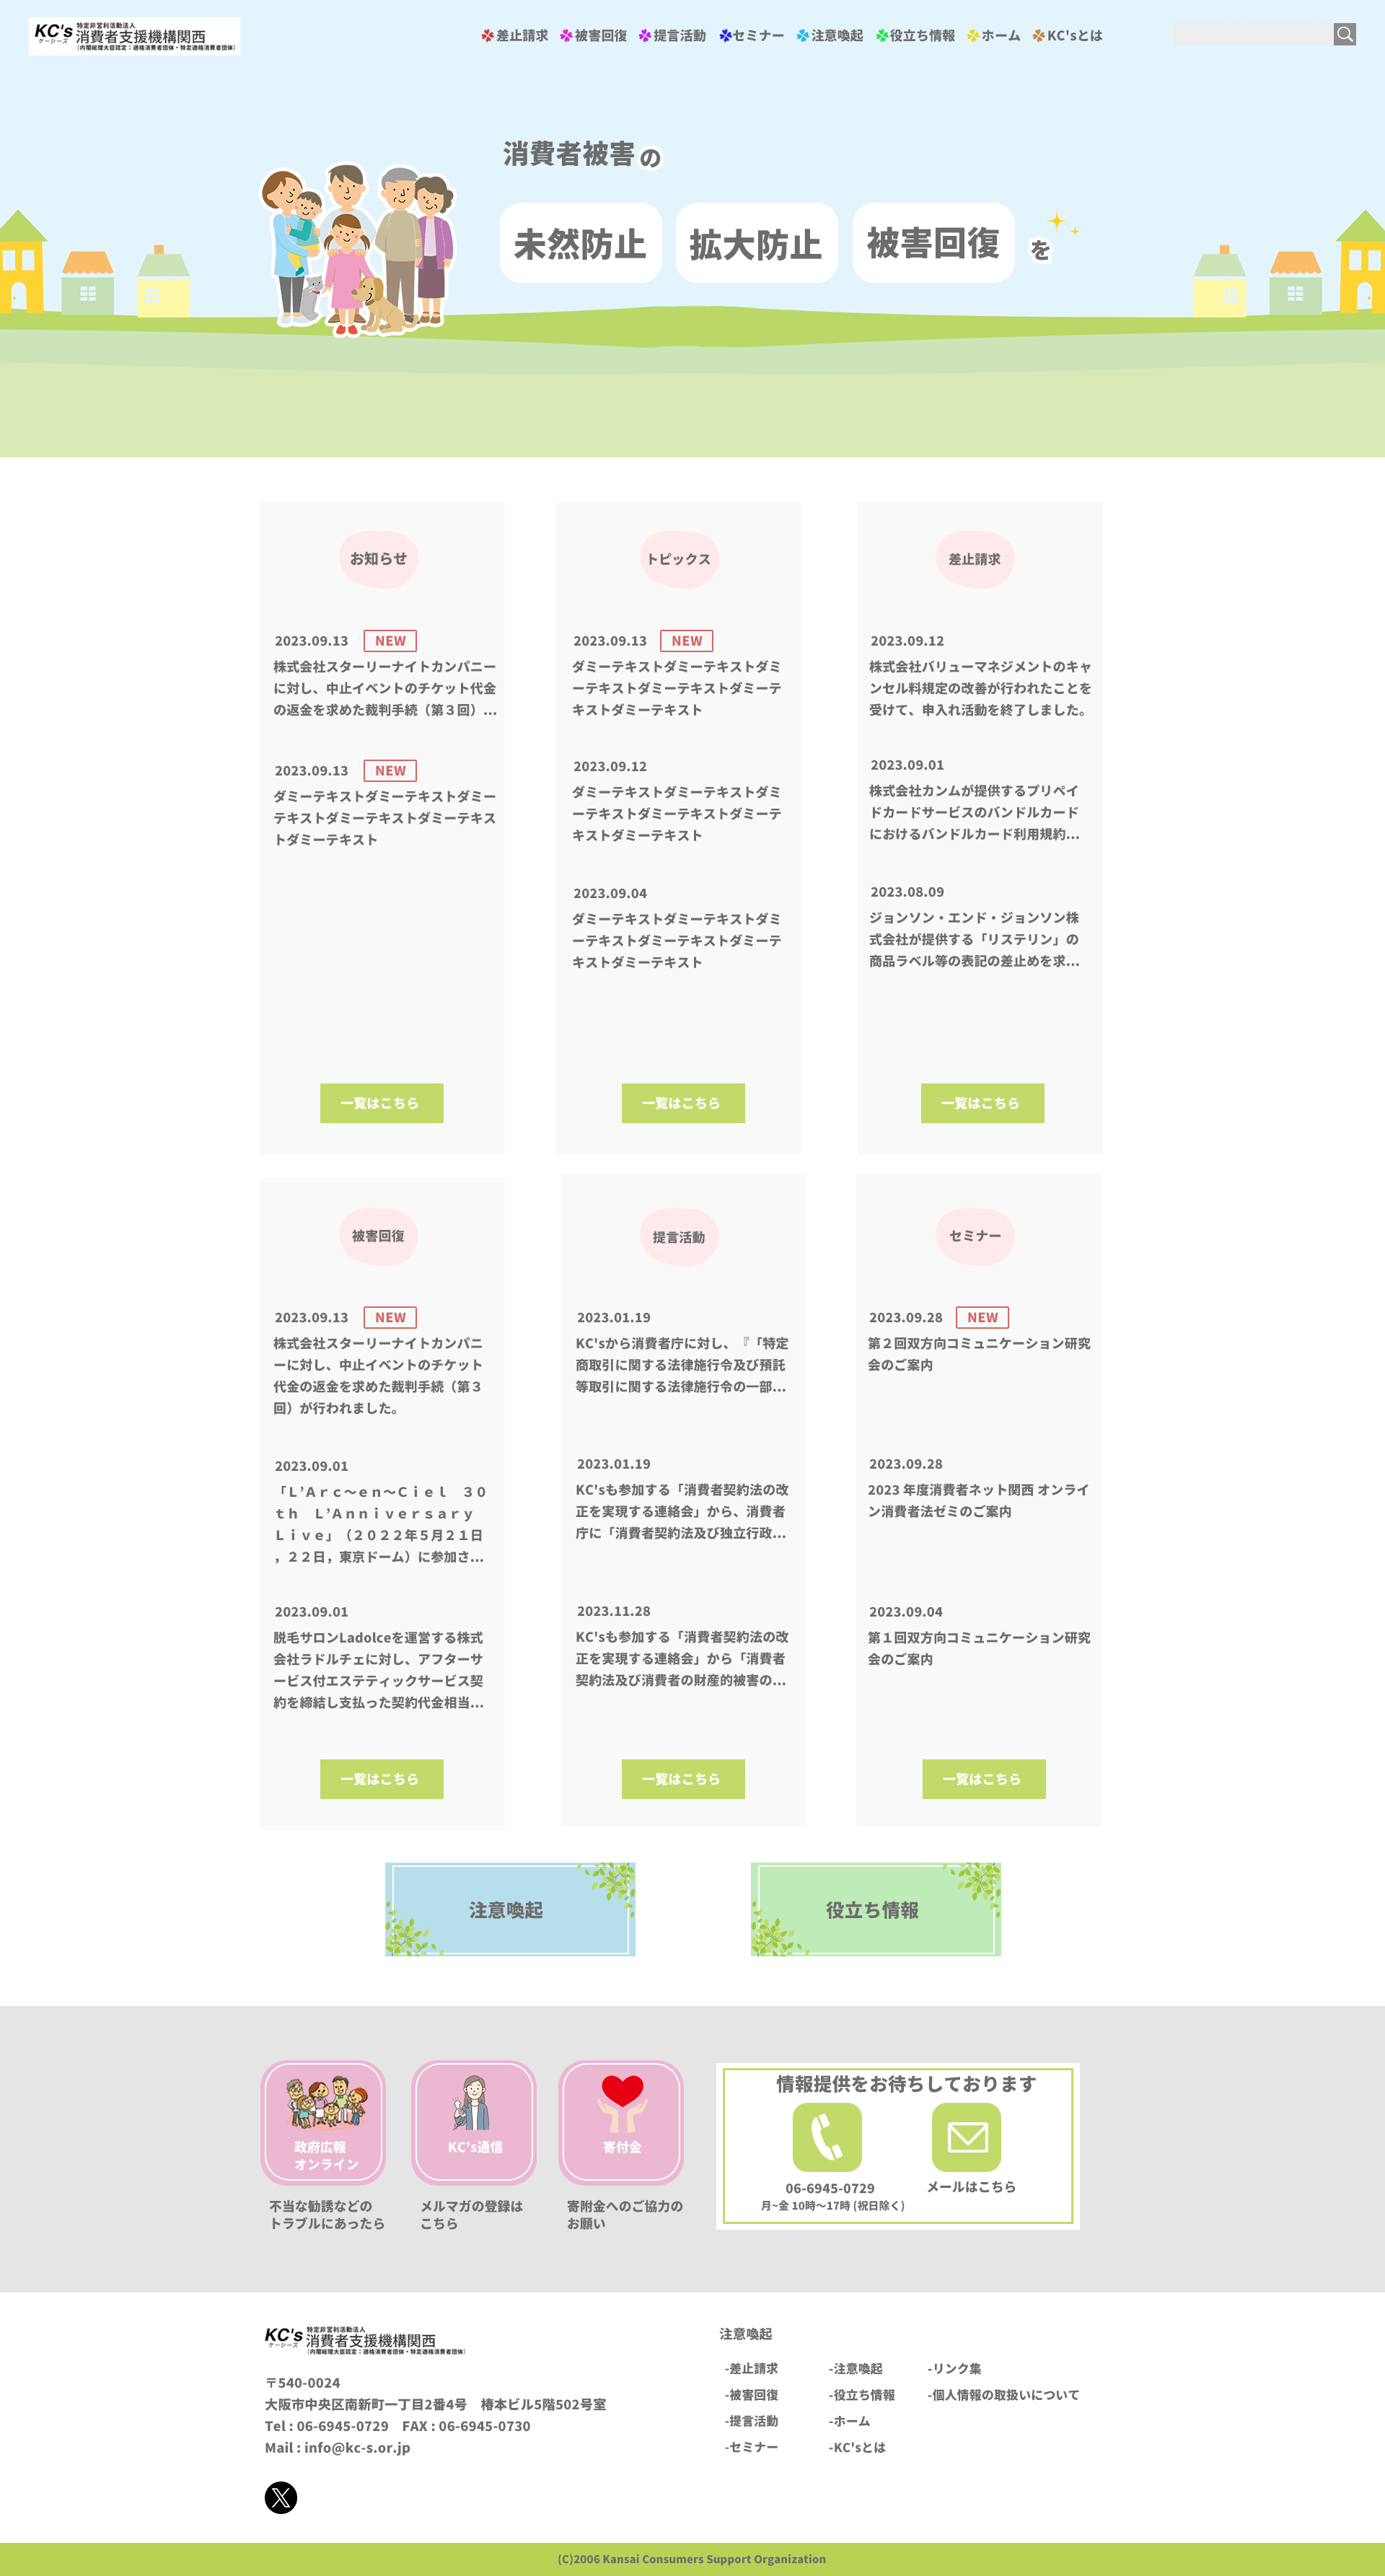 KC's
ケーシーズ
特定非営利活動法人
消費者支援機構関西
(内閣総理大臣認定：適格消費者団体・特定適格消費者団体)
差止請求 被害回復 提言活動 セミナー 注意喚起 役立ち情報 ホーム KC'sとは
消費者被害の
未然防止 拡大防止 被害回復 を
お知らせ
2023.09.13 NEW
株式会社スターリーナイトカンパニー
に対し、中止イベントのチケット代金
の返金を求めた裁判手続（第３回）...
2023.09.13 NEW
ダミーテキストダミーテキストダミー
テキストダミーテキストダミーテキス
トダミーテキスト
一覧はこちら
トピックス
2023.09.13 NEW
ダミーテキストダミーテキストダミ
ーテキストダミーテキストダミーテ
キストダミーテキスト
2023.09.12
ダミーテキストダミーテキストダミ
ーテキストダミーテキストダミーテ
キストダミーテキスト
2023.09.04
ダミーテキストダミーテキストダミ
ーテキストダミーテキストダミーテ
キストダミーテキスト
一覧はこちら
差止請求
2023.09.12
株式会社バリューマネジメントのキャ
ンセル料規定の改善が行われたことを
受けて、申入れ活動を終了しました。
2023.09.01
株式会社カンムが提供するプリペイ
ドカードサービスのバンドルカード
におけるバンドルカード利用規約...
2023.08.09
ジョンソン・エンド・ジョンソン株
式会社が提供する「リステリン」の
商品ラベル等の表記の差止めを求...
一覧はこちら
被害回復
2023.09.13 NEW
株式会社スターリーナイトカンパニ
ーに対し、中止イベントのチケット
代金の返金を求めた裁判手続（第３
回）が行われました。
2023.09.01
「Ｌ’Ａｒｃ～ｅｎ～Ｃｉｅｌ　３０
ｔｈ　Ｌ’Ａｎｎｉｖｅｒｓａｒｙ
Ｌｉｖｅ」（２０２２年５月２１日
，２２日，東京ドーム）に参加さ...
2023.09.01
脱毛サロンLadolceを運営する株式
会社ラドルチェに対し、アフターサ
ービス付エステティックサービス契
約を締結し支払った契約代金相当...
一覧はこちら
提言活動
2023.01.19
KC'sから消費者庁に対し、『「特定
商取引に関する法律施行令及び預託
等取引に関する法律施行令の一部...
2023.01.19
KC'sも参加する「消費者契約法の改
正を実現する連絡会」から、消費者
庁に「消費者契約法及び独立行政...
2023.11.28
KC'sも参加する「消費者契約法の改
正を実現する連絡会」から「消費者
契約法及び消費者の財産的被害の...
一覧はこちら
セミナー
2023.09.28 NEW
第２回双方向コミュニケーション研究
会のご案内
2023.09.28
2023 年度消費者ネット関西 オンライ
ン消費者法ゼミのご案内
2023.09.04
第１回双方向コミュニケーション研究
会のご案内
一覧はこちら
注意喚起
役立ち情報
政府広報
オンライン
不当な勧誘などの
トラブルにあったら
KC's通信
メルマガの登録は
こちら
寄付金
寄附金へのご協力の
お願い
情報提供をお待ちしております
06-6945-0729
月~金 10時～17時 (祝日除く)
メールはこちら
KC's
ケーシーズ
特定非営利活動法人
消費者支援機構関西
(内閣総理大臣認定：適格消費者団体・特定適格消費者団体)
〒540-0024
大阪市中央区南新町一丁目2番4号　椿本ビル5階502号室
Tel : 06-6945-0729　FAX : 06-6945-0730
Mail : info@kc-s.or.jp
注意喚起
-差止請求
-被害回復
-提言活動
-セミナー
-注意喚起
-役立ち情報
-ホーム
-KC'sとは
-リンク集
-個人情報の取扱いについて
(C)2006 Kansai Consumers Support Organization